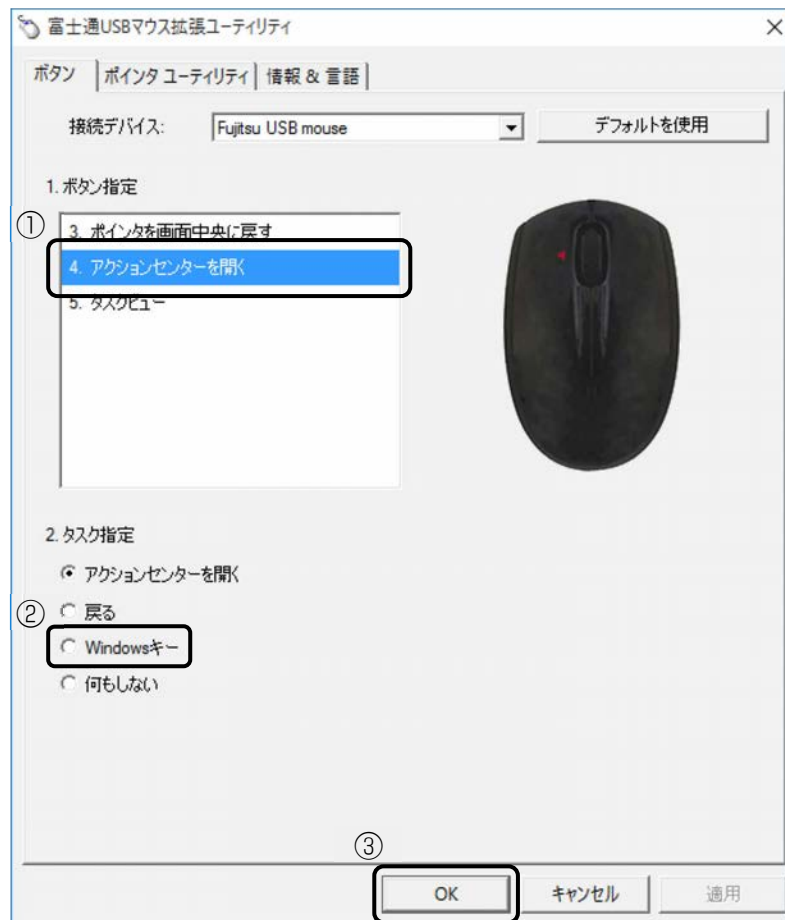 富士通USBマウス拡張ユーティリティ
ボタン ポインタ ユーティリティ 情報 & 言語
接続デバイス: Fujitsu USB mouse デフォルトを使用
1. ボタン指定
①
3. ポインタを画面中央に戻す
4. アクションセンターを開く
5. タスクビュー
2. タスク指定
アクションセンターを開く
② 戻る
Windowsキー
何もしない
③
OK キャンセル 適用